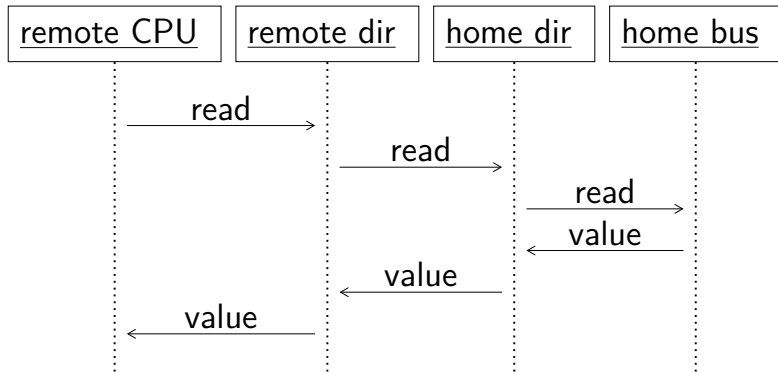 remote CPU remote dir home dir home bus
read
read
read
value
value
value